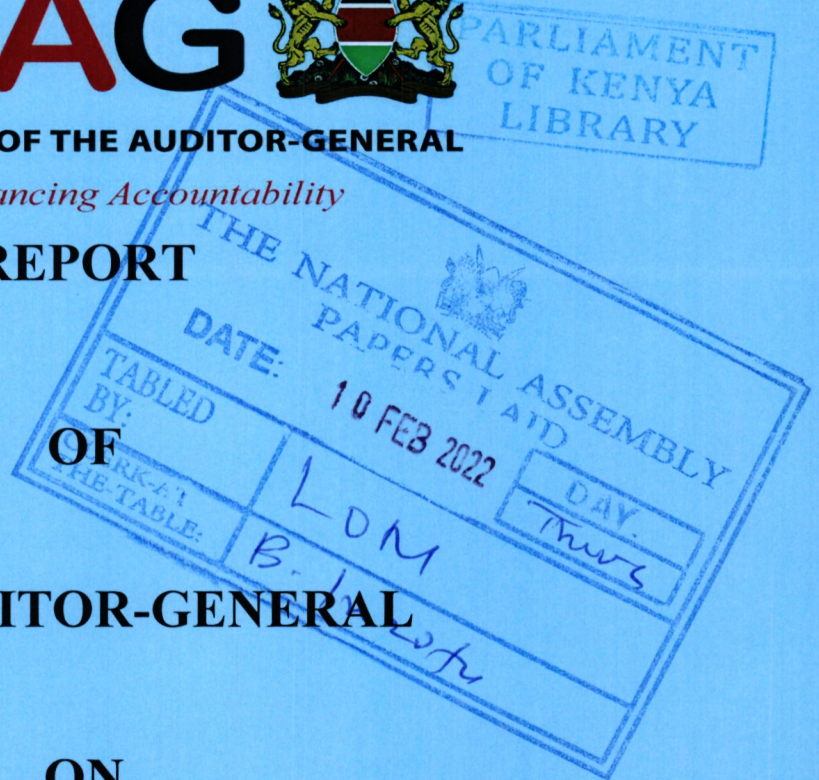 AG
PARLIAMENT
OF KENYA
LIBRARY
OF THE AUDITOR-GENERAL
ancing Accountability
REPORT
THE NATIONAL ASSEMBLY
PAPERS LAID
DATE:
10 FEB 2022
DAY.
Thurs
TABLED
BY:
LOM
OF
CLERK-AT
THE-TABLE:
B.
ITOR-GENERAL
ON